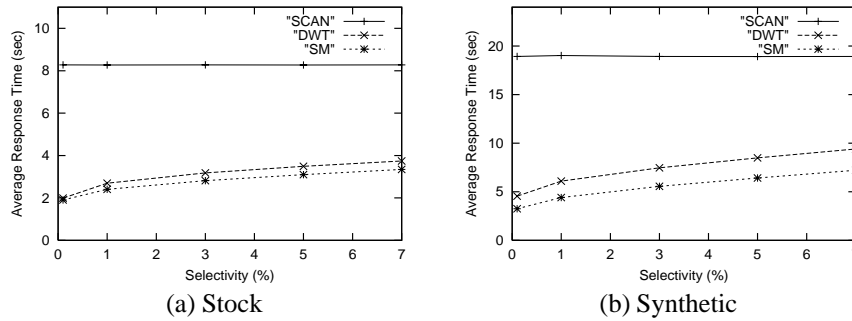 "SCAN"
"DWT"
"SM"
Average Response Time (sec)
10
8
6
4
2
0
0 1 2 3 4 5 6 7
Selectivity (%)
(a) Stock
"SCAN"
"DWT"
"SM"
Average Response Time (sec)
20
15
10
5
0
0 1 2 3 4 5 6
Selectivity (%)
(b) Synthetic